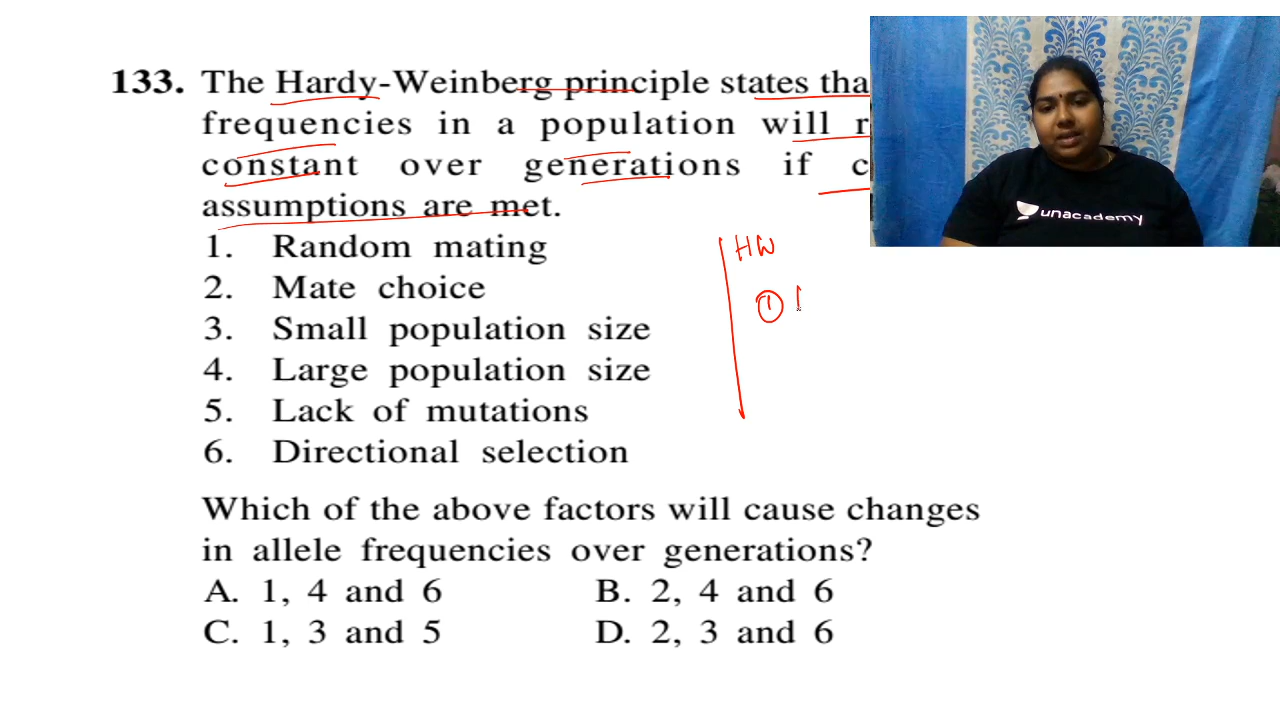 133. The Hardy-Weinberg principle states tha
frequencies in a population will r
constant over generations if c
assumptions are met.
1. Random mating
2. Mate choice
3. Small population size
4. Large population size
5. Lack of mutations
6. Directional selection
HW
①
unacademy
Which of the above factors will cause changes
in allele frequencies over generations?
A. 1, 4 and 6 B. 2, 4 and 6
C. 1, 3 and 5 D. 2, 3 and 6